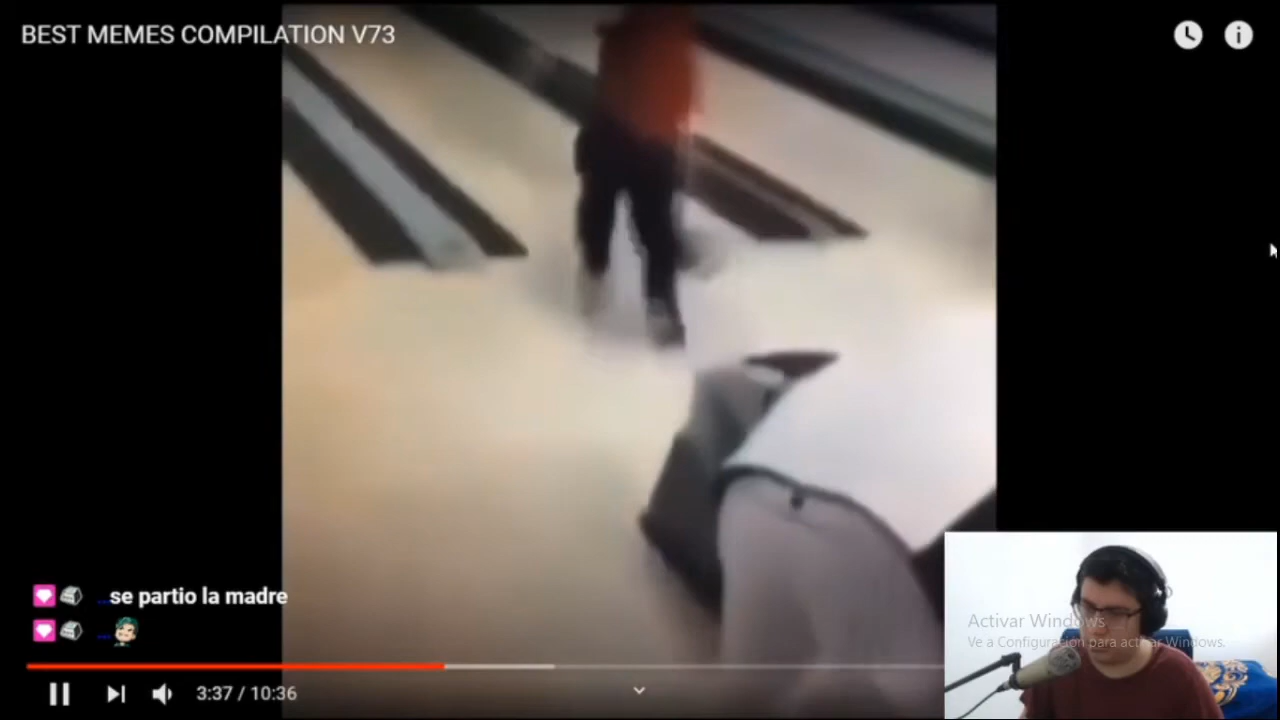 BEST MEMES COMPILATION V73
...se partio la madre
...
Activar Windows
Ve a Configuración para activar Windows.
3:37 / 10:36